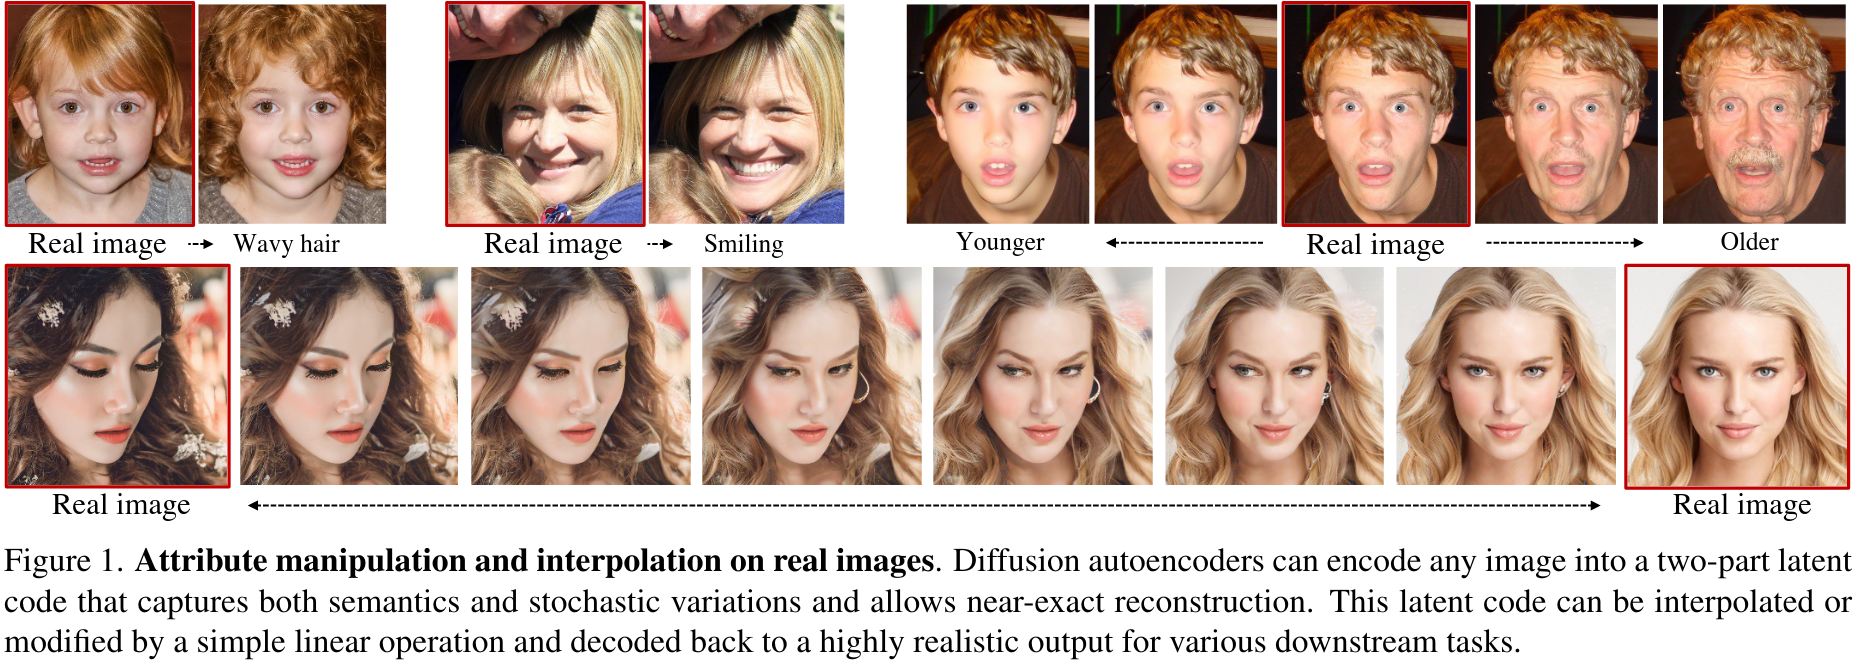 Real image Wavy hair Real image Smiling Younger Real image Older
Real image Real image
Figure 1. Attribute manipulation and interpolation on real images. Diffusion autoencoders can encode any image into a two-part latent
code that captures both semantics and stochastic variations and allows near-exact reconstruction. This latent code can be interpolated or
modified by a simple linear operation and decoded back to a highly realistic output for various downstream tasks.